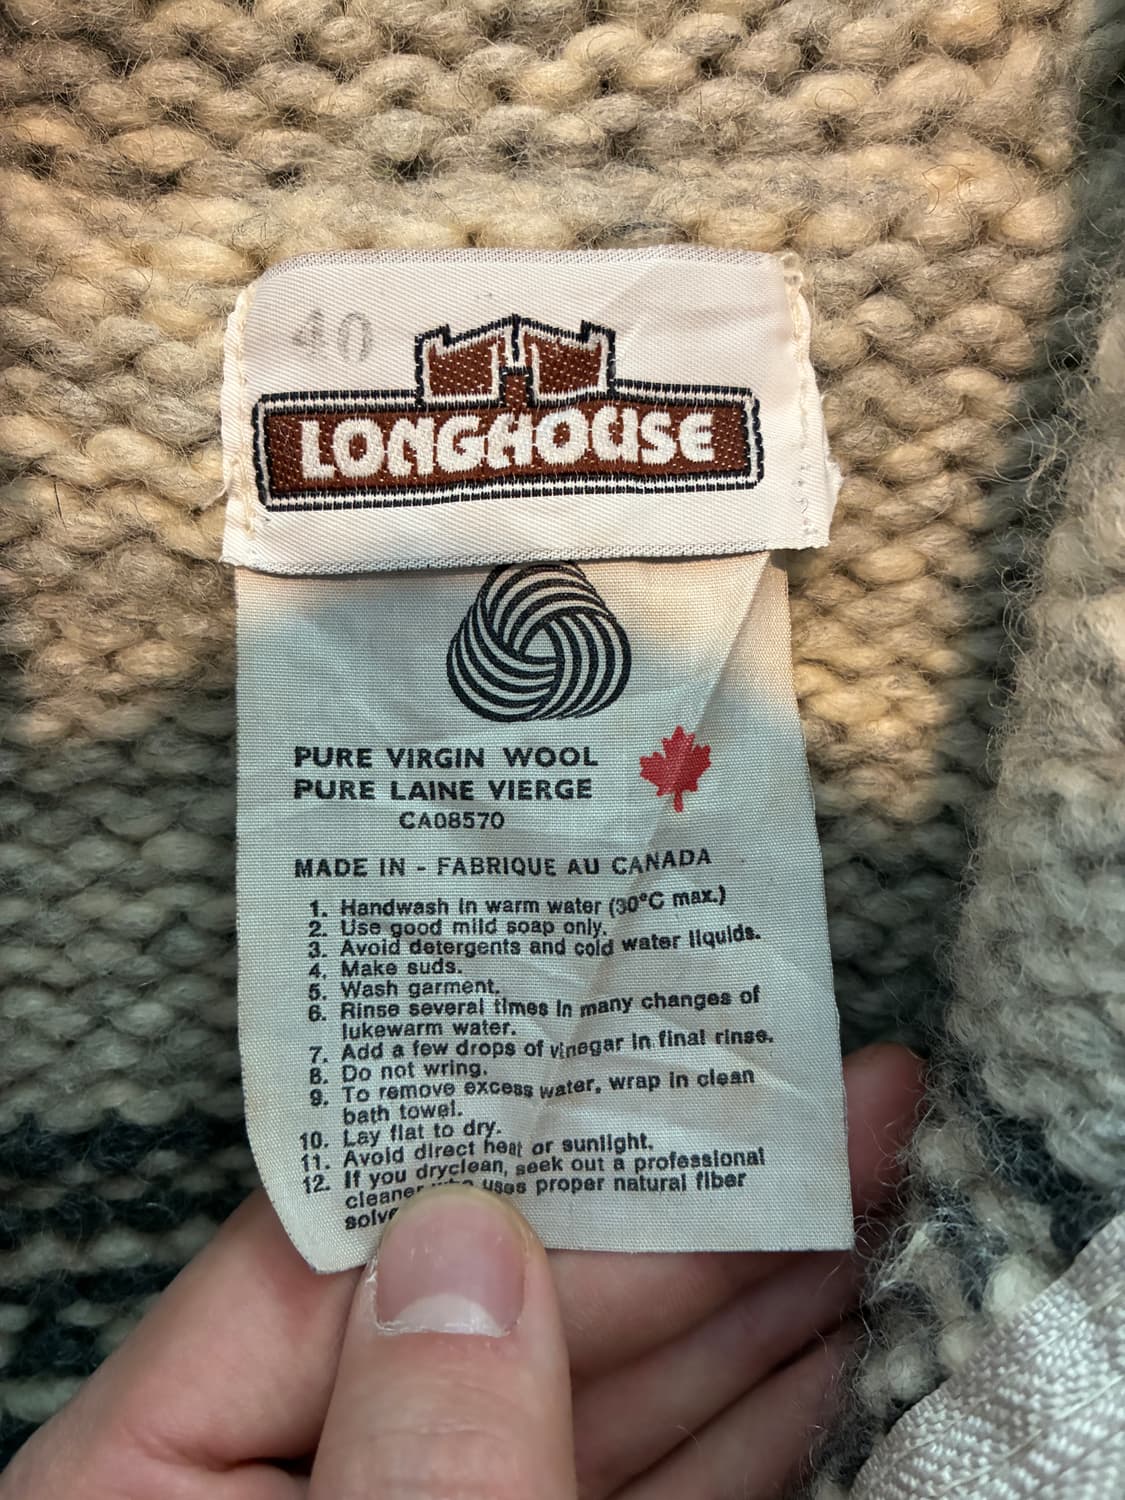 40
LONGHOUSE
PURE VIRGIN WOOL
PURE LAINE VIERGE
CA08570
MADE IN - FABRIQUE AU CANADA
1. Handwash in warm water (30°C max.)
2. Use good mild soap only.
3. Avoid detergents and cold water liquids.
4. Make suds.
5. Wash garment.
6. Rinse several times in many changes of
lukewarm water.
7. Add a few drops of vinegar in final rinse.
8. Do not wring.
9. To remove excess water, wrap in clean
bath towel.
10. Lay flat to dry.
11. Avoid direct heat or sunlight.
12. If you dryclean, seek out a professional
cleaner who uses proper natural fiber